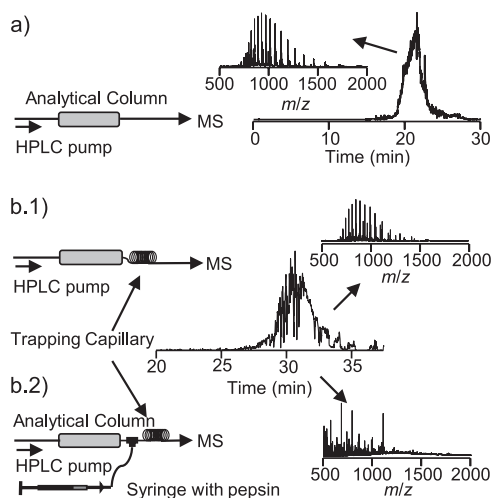 a)
500 1000 1500 2000
m/z
Analytical Column
MS
HPLC pump
0 10 20 30
Time (min)
b.1)
500 1000 1500 2000
m/z
MS
HPLC pump
Trapping Capillary
20 25 30 35
Time (min)
b.2)
Analytical Column
MS
HPLC pump
500 1000 1500 2000
m/z
Syringe with pepsin